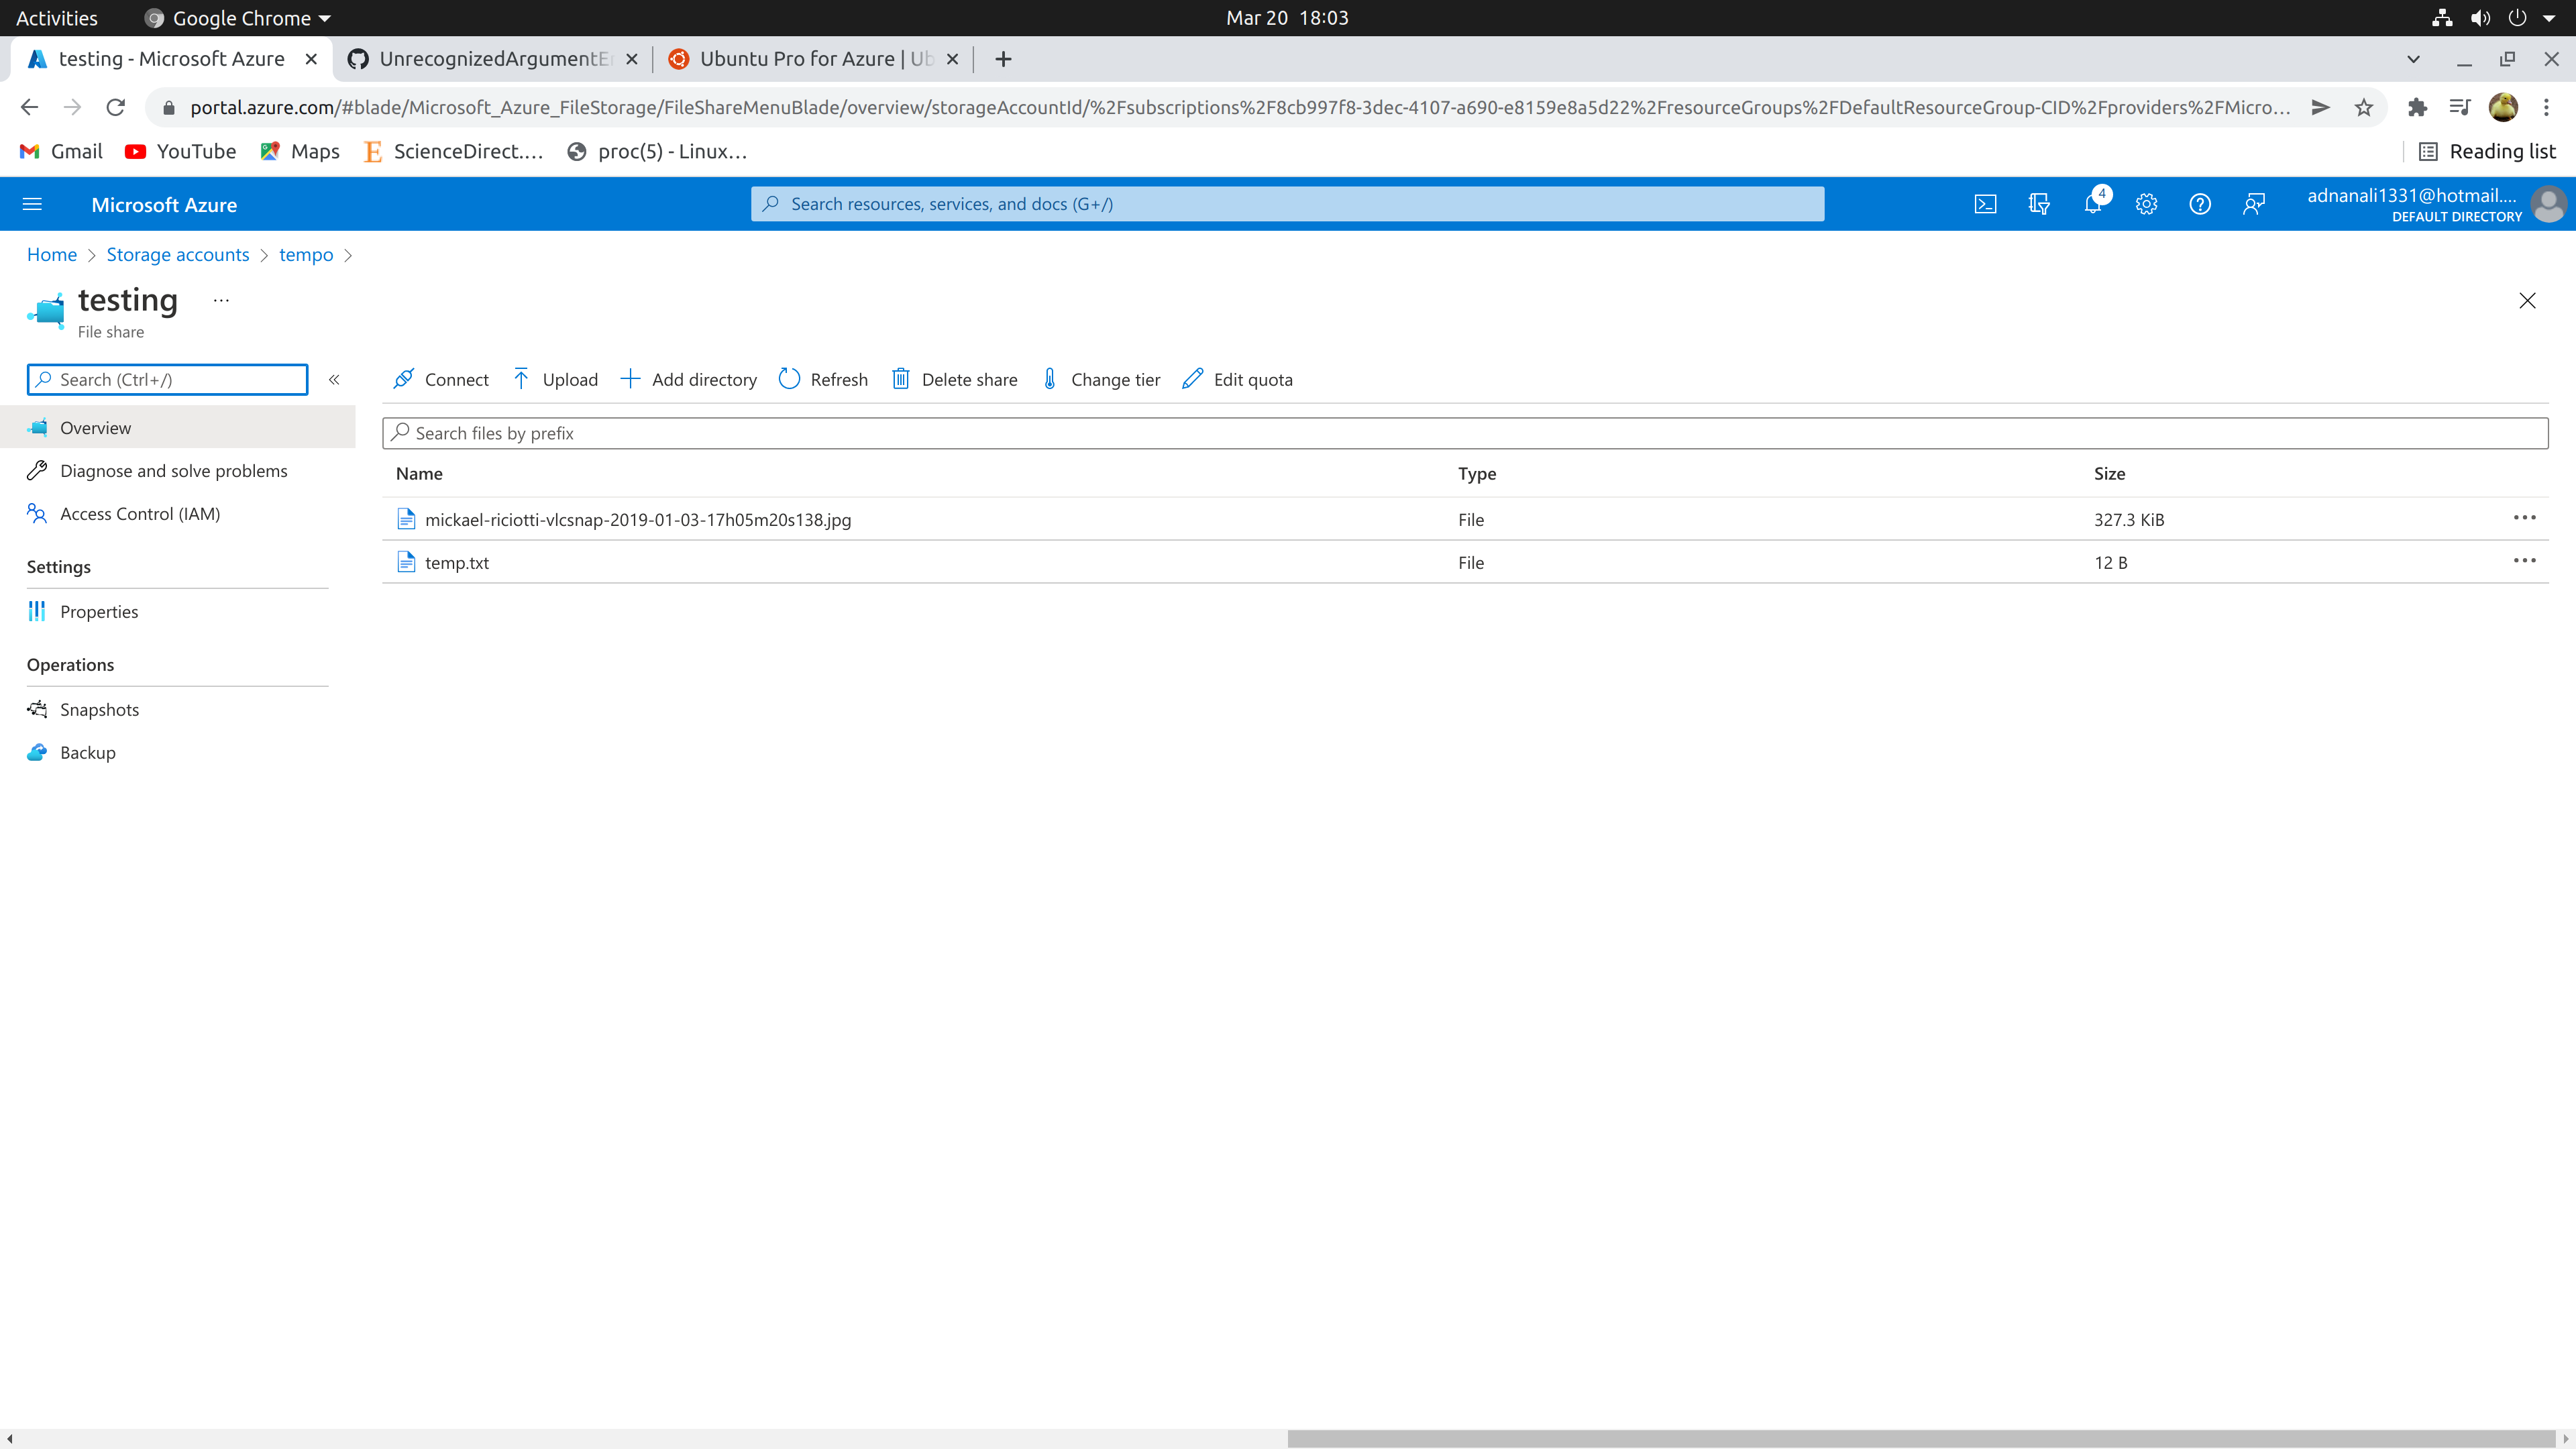 Activities Google Chrome Mar 20 18:03
testing - Microsoft Azure UnrecognizedArgumentE Ubuntu Pro for Azure | Ub
portal.azure.com/#blade/Microsoft_Azure_FileStorage/FileShareMenuBlade/overview/storageAccountId/%2Fsubscriptions%2F8cb997f8-3dec-4107-a690-e8159e8a5d22%2FresourceGroups%2FDefaultResourceGroup-CID%2Fproviders%2FMicro...
Gmail YouTube Maps ScienceDirect.... proc(5) - Linux... Reading list
Microsoft Azure Search resources, services, and docs (G+/) 4 adnanali1331@hotmail....
DEFAULT DIRECTORY
Home Storage accounts tempo
testing ...
File share
Search (Ctrl+/) Connect Upload Add directory Refresh Delete share Change tier Edit quota
Overview
Search files by prefix
Diagnose and solve problems
Name Type Size
Access Control (IAM)
mickael-riciotti-vlcsnap-2019-01-03-17h05m20s138.jpg File 327.3 KiB
Settings
temp.txt File 12 B
Properties
Operations
Snapshots
Backup